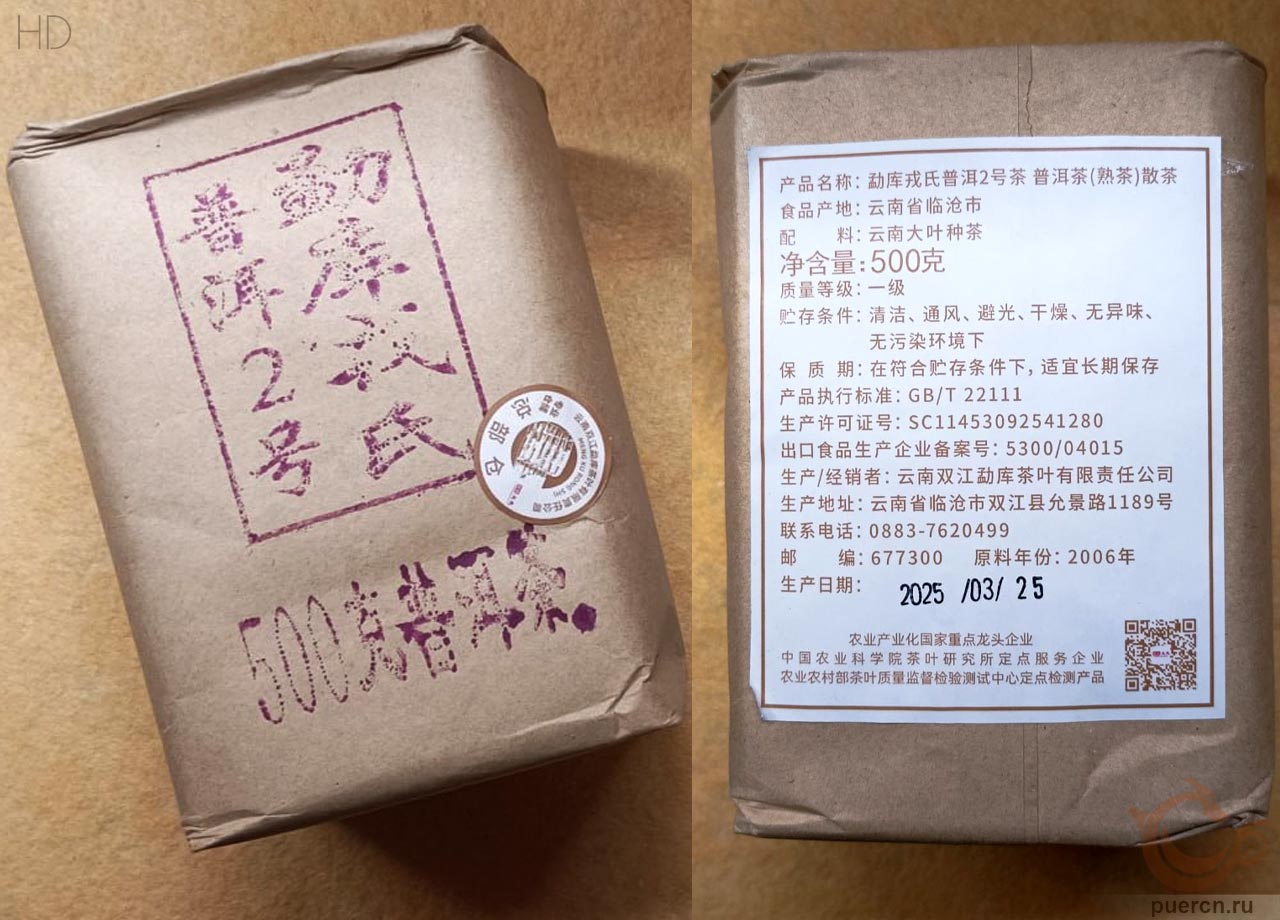 HD
勐库戎氏
普洱2号
500克普洱茶
MENG KU RONG SHI
产品名称：勐库戎氏普洱2号茶 普洱茶(熟茶)散茶
食品产地：云南省临沧市
配 料：云南大叶种茶
净含量：500克
质量等级：一级
贮存条件：清洁、通风、避光、干燥、无异味、
无污染环境下
保 质 期：在符合贮存条件下，适宜长期保存
产品执行标准：GB/T 22111
生产许可证号：SC11453092541280
出口食品生产企业备案号：5300/04015
生产/经销者：云南双江勐库茶叶有限责任公司
生产地址：云南省临沧市双江县允景路1189号
联系电话：0883-7620499
邮 编：677300 原料年份：2006年
生产日期：
2025 /03/ 25
农业产业化国家重点龙头企业
中国农业科学院茶叶研究所定点服务企业
农业农村部茶叶质量监督检验测试中心定点检测产品
puercn.ru